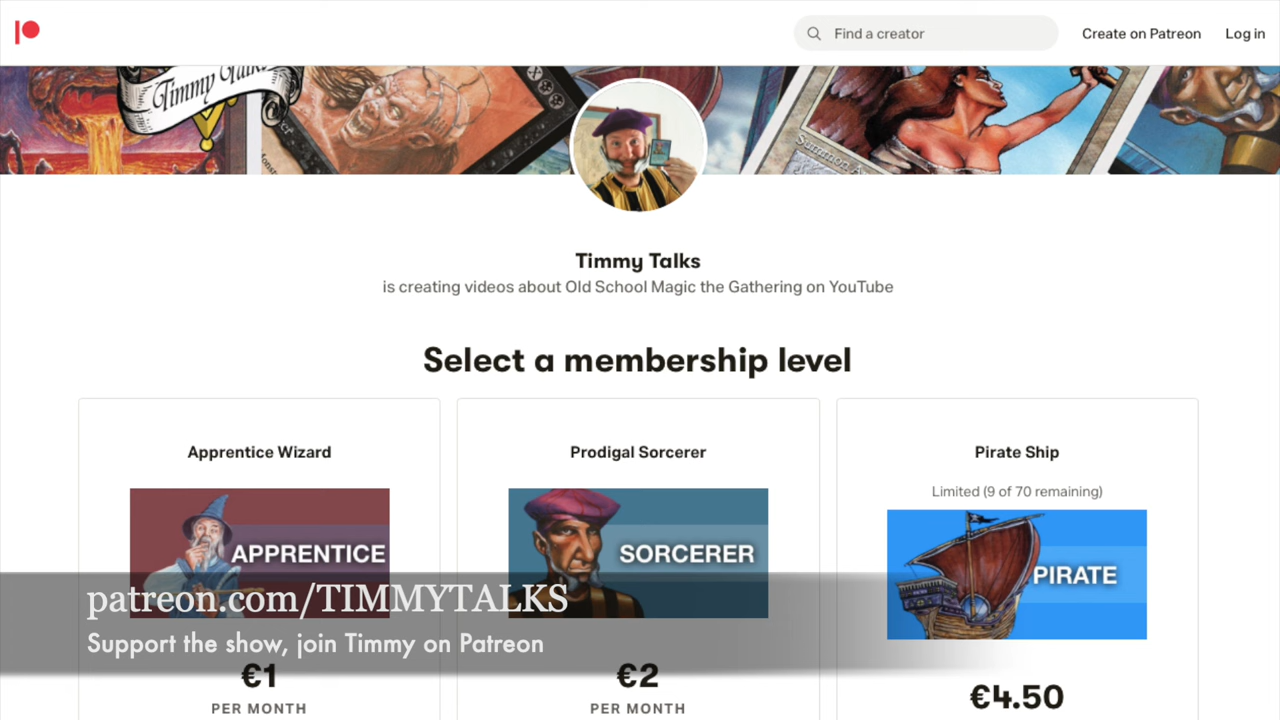 Find a creator
Create on Patreon
Log in
Timmy Talks
Summon A
Timmy Talks
is creating videos about Old School Magic the Gathering on YouTube
Select a membership level
Apprentice Wizard
Prodigal Sorcerer
Pirate Ship
Limited (9 of 70 remaining)
APPRENTICE
SORCERER
PIRATE
patreon.com/TIMMYTALKS
Support the show, join Timmy on Patreon
€1
€2
€4.50
PER MONTH
PER MONTH